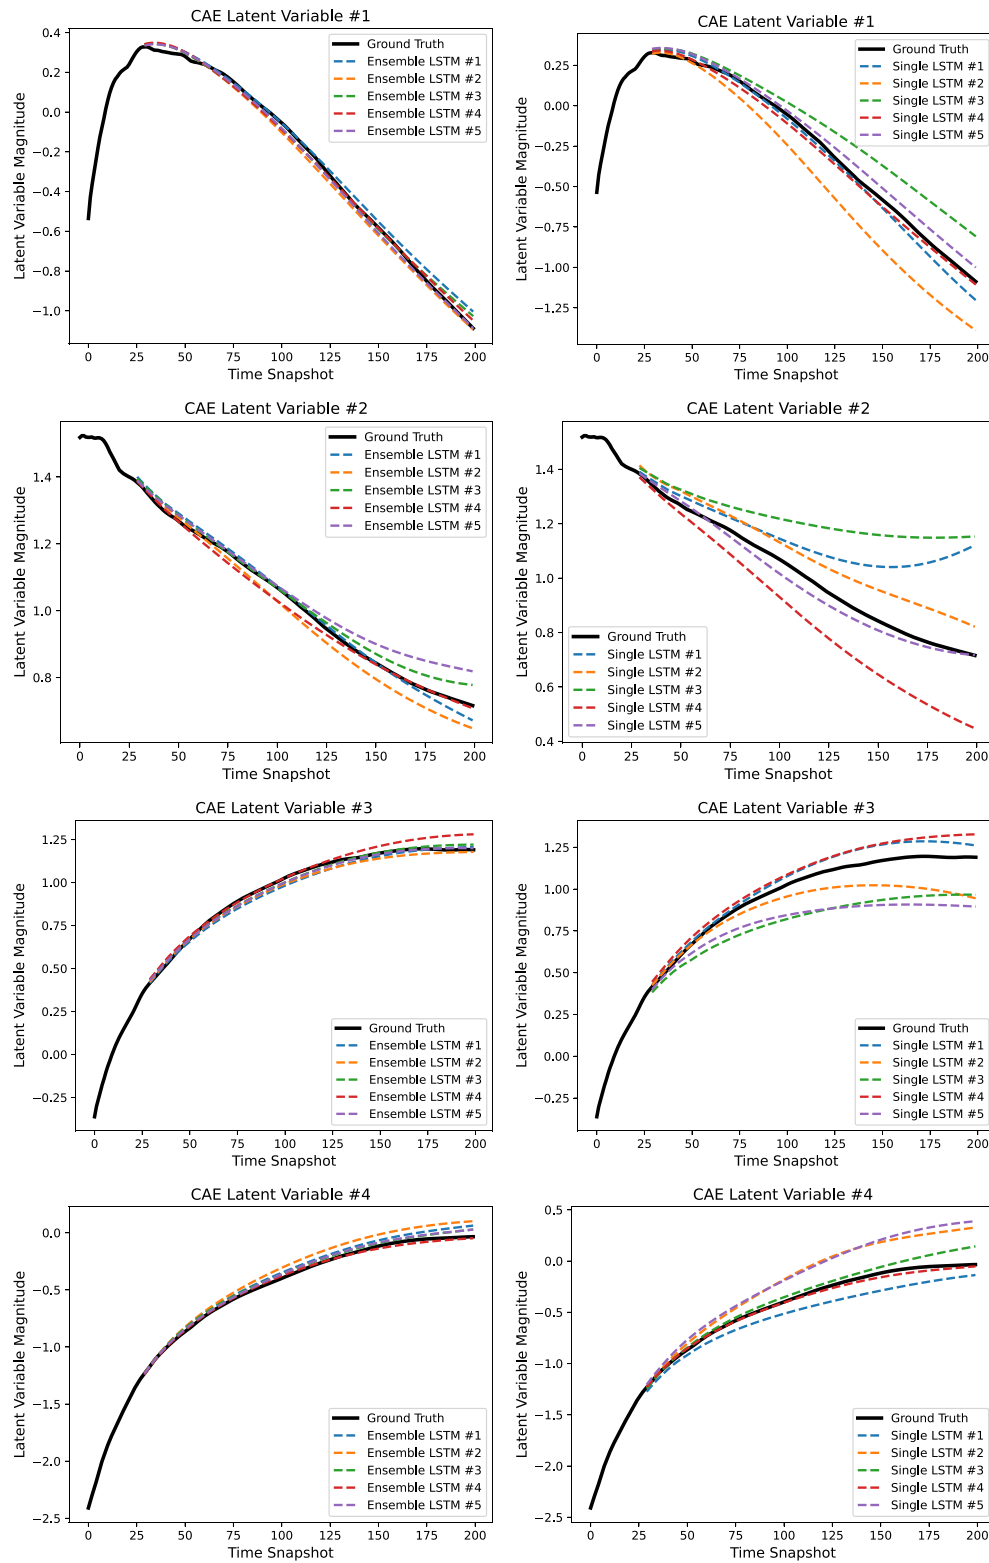 CAE Latent Variable #1
Latent Variable Magnitude
0.4
0.2
0.0
−0.2
−0.4
−0.6
−0.8
−1.0
Ground Truth
Ensemble LSTM #1
Ensemble LSTM #2
Ensemble LSTM #3
Ensemble LSTM #4
Ensemble LSTM #5
0 25 50 75 100 125 150 175 200
Time Snapshot
CAE Latent Variable #1
Latent Variable Magnitude
0.25
0.00
−0.25
−0.50
−0.75
−1.00
−1.25
Ground Truth
Single LSTM #1
Single LSTM #2
Single LSTM #3
Single LSTM #4
Single LSTM #5
0 25 50 75 100 125 150 175 200
Time Snapshot
CAE Latent Variable #2
Latent Variable Magnitude
1.4
1.2
1.0
0.8
Ground Truth
Ensemble LSTM #1
Ensemble LSTM #2
Ensemble LSTM #3
Ensemble LSTM #4
Ensemble LSTM #5
0 25 50 75 100 125 150 175 200
Time Snapshot
CAE Latent Variable #2
Latent Variable Magnitude
1.4
1.2
1.0
0.8
0.6
0.4
Ground Truth
Single LSTM #1
Single LSTM #2
Single LSTM #3
Single LSTM #4
Single LSTM #5
0 25 50 75 100 125 150 175 200
Time Snapshot
CAE Latent Variable #3
Latent Variable Magnitude
1.25
1.00
0.75
0.50
0.25
0.00
−0.25
Ground Truth
Ensemble LSTM #1
Ensemble LSTM #2
Ensemble LSTM #3
Ensemble LSTM #4
Ensemble LSTM #5
0 25 50 75 100 125 150 175 200
Time Snapshot
CAE Latent Variable #3
Latent Variable Magnitude
1.25
1.00
0.75
0.50
0.25
0.00
−0.25
Ground Truth
Single LSTM #1
Single LSTM #2
Single LSTM #3
Single LSTM #4
Single LSTM #5
0 25 50 75 100 125 150 175 200
Time Snapshot
CAE Latent Variable #4
Latent Variable Magnitude
0.0
−0.5
−1.0
−1.5
−2.0
−2.5
Ground Truth
Ensemble LSTM #1
Ensemble LSTM #2
Ensemble LSTM #3
Ensemble LSTM #4
Ensemble LSTM #5
0 25 50 75 100 125 150 175 200
Time Snapshot
CAE Latent Variable #4
Latent Variable Magnitude
0.5
0.0
−0.5
−1.0
−1.5
−2.0
−2.5
Ground Truth
Single LSTM #1
Single LSTM #2
Single LSTM #3
Single LSTM #4
Single LSTM #5
0 25 50 75 100 125 150 175 200
Time Snapshot